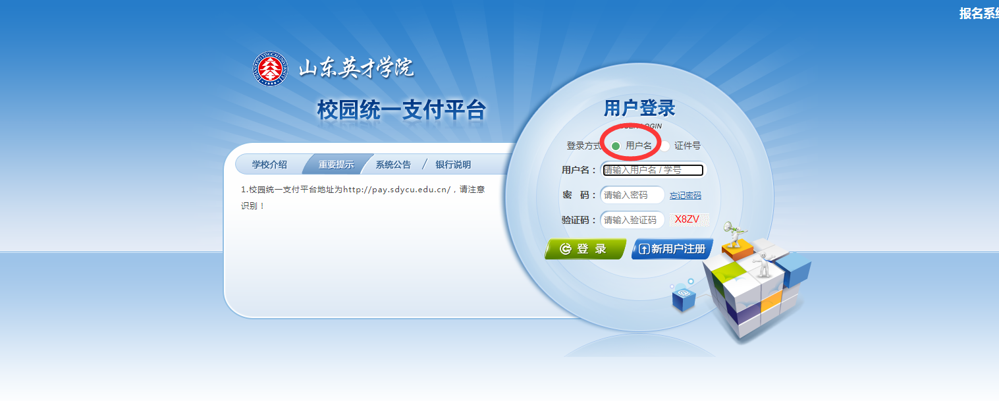 报名系统
山东英才学院
校园统一支付平台
学校介绍 重要提示 系统公告 / 银行说明
1.校园统一支付平台地址为http://pay.sdycu.edu.cn/，请注意
识别！
用户登录
登录方式 用户名 证件号
用户名： 请输入用户名 / 学号
密 码： 请输入密码 忘记密码
验证码： 请输入验证码 X8ZV
登 录 新用户注册